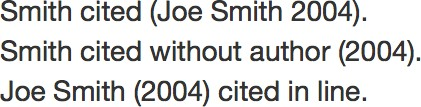 Smith cited (Joe Smith 2004).
Smith cited without author (2004).
Joe Smith (2004) cited in line.